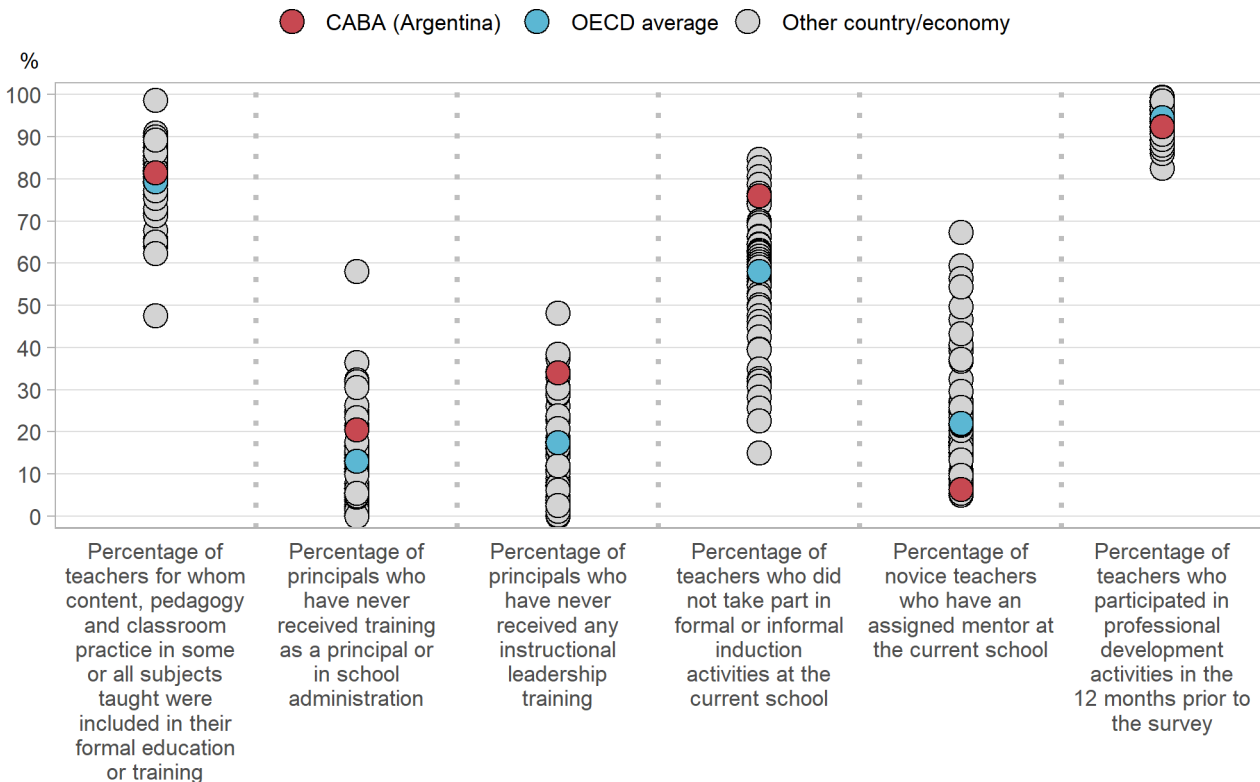 CABA (Argentina) OECD average Other country/economy
%
100
90
80
70
60
50
40
30
20
10
0
Percentage of
teachers for whom
content, pedagogy
and classroom
practice in some
or all subjects
taught were
included in their
formal education
or training
Percentage of
principals who
have never
received training
as a principal or
in school
administration
Percentage of
principals who
have never
received any
instructional
leadership
training
Percentage of
teachers who did
not take part in
formal or informal
induction
activities at the
current school
Percentage of
novice teachers
who have an
assigned mentor at
the current school
Percentage of
teachers who
participated in
professional
development
activities in the
12 months prior to
the survey